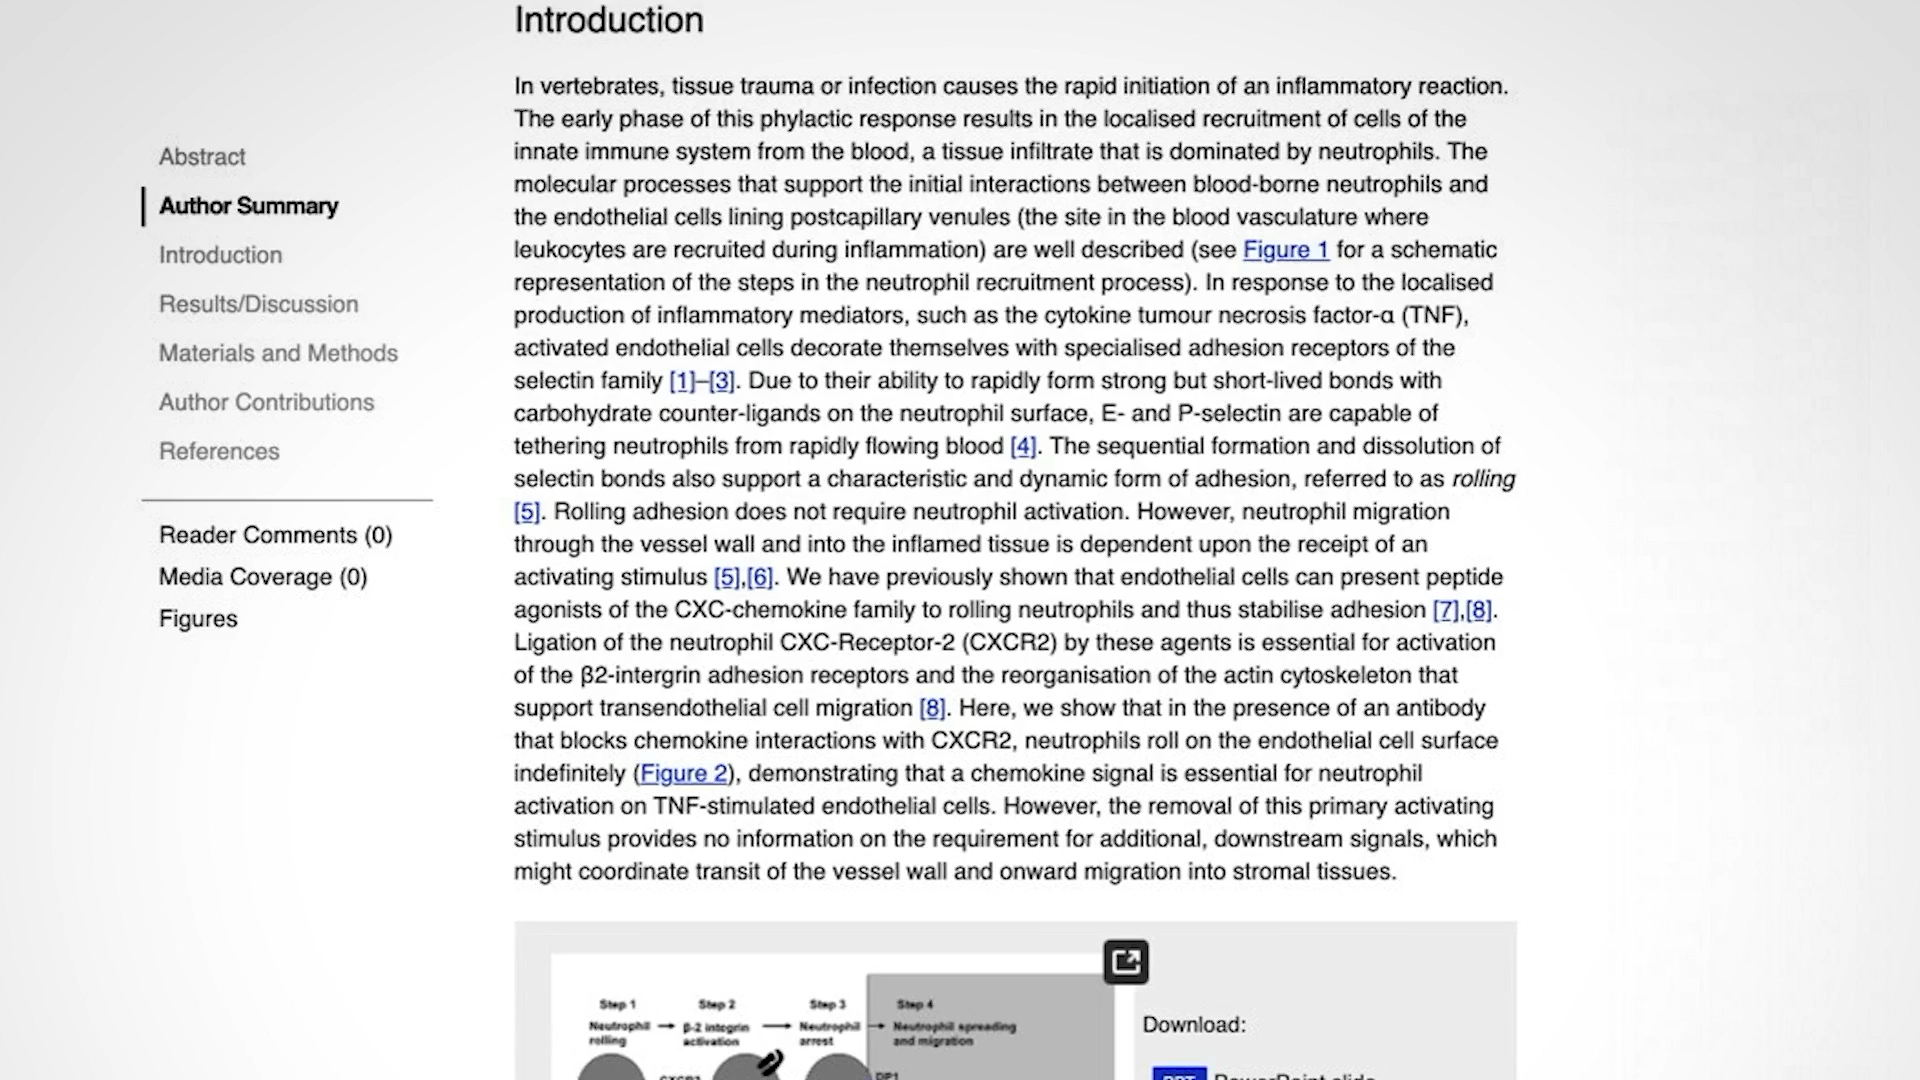 Introduction
In vertebrates, tissue trauma or infection causes the rapid initiation of an inflammatory reaction.
The early phase of this phylactic response results in the localised recruitment of cells of the
innate immune system from the blood, a tissue infiltrate that is dominated by neutrophils. The
molecular processes that support the initial interactions between blood-borne neutrophils and
the endothelial cells lining postcapillary venules (the site in the blood vasculature where
leukocytes are recruited during inflammation) are well described (see Figure 1 for a schematic
representation of the steps in the neutrophil recruitment process). In response to the localised
production of inflammatory mediators, such as the cytokine tumour necrosis factor-α (TNF),
activated endothelial cells decorate themselves with specialised adhesion receptors of the
selectin family [1]–[3]. Due to their ability to rapidly form strong but short-lived bonds with
carbohydrate counter-ligands on the neutrophil surface, E- and P-selectin are capable of
tethering neutrophils from rapidly flowing blood [4]. The sequential formation and dissolution of
selectin bonds also support a characteristic and dynamic form of adhesion, referred to as rolling
[5]. Rolling adhesion does not require neutrophil activation. However, neutrophil migration
through the vessel wall and into the inflamed tissue is dependent upon the receipt of an
activating stimulus [5],[6]. We have previously shown that endothelial cells can present peptide
agonists of the CXC-chemokine family to rolling neutrophils and thus stabilise adhesion [7],[8].
Ligation of the neutrophil CXC-Receptor-2 (CXCR2) by these agents is essential for activation
of the β2-intergrin adhesion receptors and the reorganisation of the actin cytoskeleton that
support transendothelial cell migration [8]. Here, we show that in the presence of an antibody
that blocks chemokine interactions with CXCR2, neutrophils roll on the endothelial cell surface
indefinitely (Figure 2), demonstrating that a chemokine signal is essential for neutrophil
activation on TNF-stimulated endothelial cells. However, the removal of this primary activating
stimulus provides no information on the requirement for additional, downstream signals, which
might coordinate transit of the vessel wall and onward migration into stromal tissues.
Abstract
Author Summary
Introduction
Results/Discussion
Materials and Methods
Author Contributions
References
Reader Comments (0)
Media Coverage (0)
Figures
Step 1 Step 2 Step 3 Step 4
Neutrophil β-2 integrin Neutrophil Neutrophil spreading
rolling activation arrest and migration
Download:
PowerPoint slide